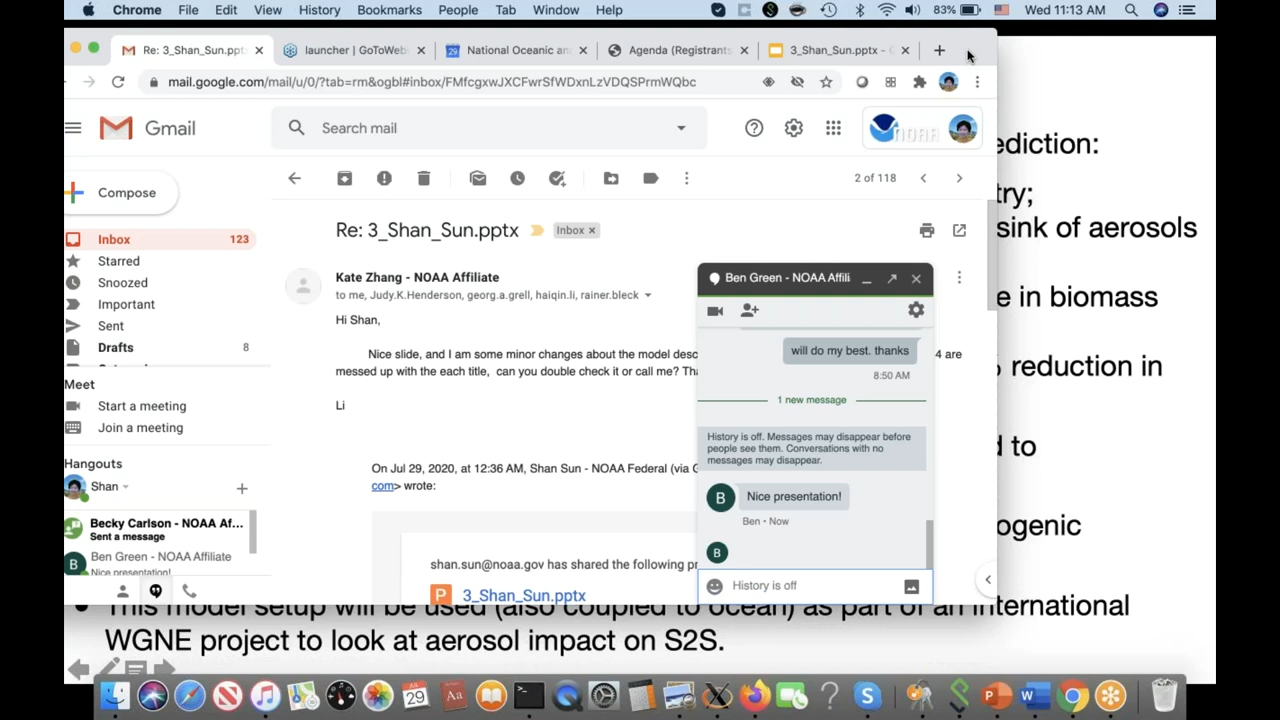 Chrome File Edit View History Bookmarks People Tab Window Help 83% Wed 11:13 AM
Re: 3_Shan_Sun.ppt launcher | GoToWeb National Oceanic an Agenda (Registrants 3_Shan_Sun.pptx - G
mail.google.com/mail/u/0/?tab=rm&ogbl#inbox/FMfcgxwJXCFwrSfWDxnLzVDQSPrmWQbc
Gmail
Search mail
NOAA
Compose
2 of 118
Inbox 123
Starred
Snoozed
Important
Sent
Drafts 8
Meet
Start a meeting
Join a meeting
Hangouts
Shan
Becky Carlson - NOAA Af...
Sent a message
Ben Green - NOAA Affiliate
Nice presentation!
Re: 3_Shan_Sun.pptx Inbox
Kate Zhang - NOAA Affiliate
to me, Judy.K.Henderson, georg.a.grell, haiqin.li, rainer.bleck
Hi Shan,
Nice slide, and I am some minor changes about the model desc 4 are
messed up with the each title, can you double check it or call me? Tha
Li
On Jul 29, 2020, at 12:36 AM, Shan Sun - NOAA Federal (via G
com> wrote:
shan.sun@noaa.gov has shared the following pr
P 3_Shan_Sun.pptx
Ben Green - NOAA Affili
will do my best. thanks
8:50 AM
1 new message
History is off. Messages may disappear before
people see them. Conversations with no
messages may disappear.
B Nice presentation!
Ben • Now
B
History is off
ediction:
try;
sink of aerosols
e in biomass
% reduction in
d to
ogenic
This model setup will be used (also coupled to ocean) as part of an international
WGNE project to look at aerosol impact on S2S.
29
Aa